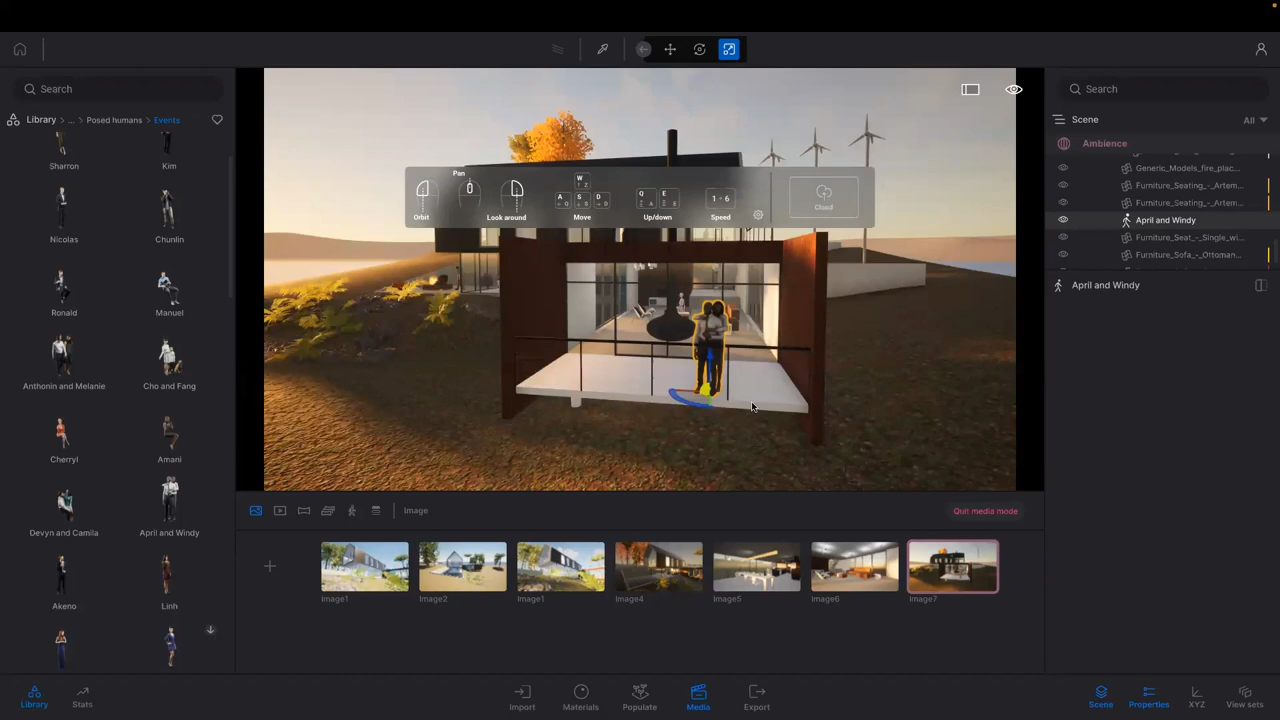 Search
Library > ... > Posed humans > Events
Sharron
Kim
Nicolas
Chunlin
Ronald
Manuel
Anthonin and Melanie
Cho and Fang
Cherryl
Amani
Devyn and Camila
April and Windy
Akeno
Linh
Pan
Orbit
Look around
Move
Up/down
1 - 6
Speed
Cloud
Image
Quit media mode
Image1
Image2
Image1
Image4
Image5
Image6
Image7
Search
Scene
All
Ambience
Generic_Models_fire_plac...
Furniture_Seating_-_Artem...
Furniture_Seating_-_Artem...
April and Windy
Furniture_Seat_-_Single_wi...
Furniture_Sofa_-_Ottoman...
April and Windy
Library
Stats
Import
Materials
Populate
Media
Export
Scene
Properties
XYZ
View sets